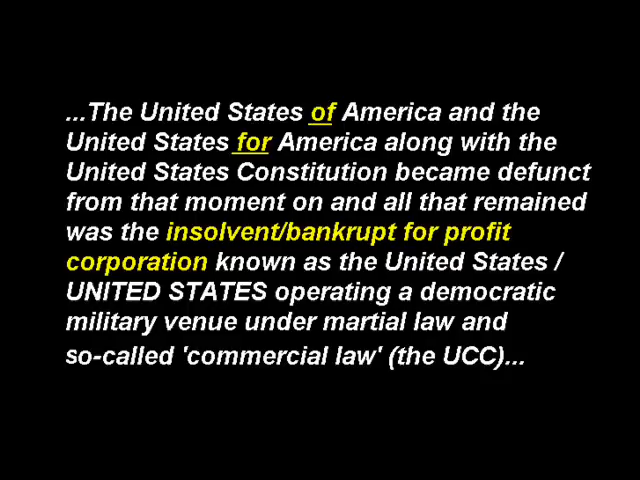 ...The United States of America and the
United States for America along with the
United States Constitution became defunct
from that moment on and all that remained
was the insolvent/bankrupt for profit
corporation known as the United States /
UNITED STATES operating a democratic
military venue under martial law and
so-called 'commercial law' (the UCC)...